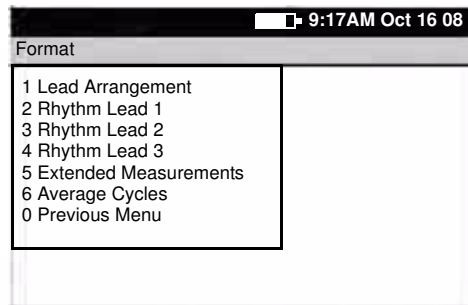 9:17AM Oct 16 08
Format
1 Lead Arrangement
2 Rhythm Lead 1
3 Rhythm Lead 2
4 Rhythm Lead 3
5 Extended Measurements
6 Average Cycles
0 Previous Menu